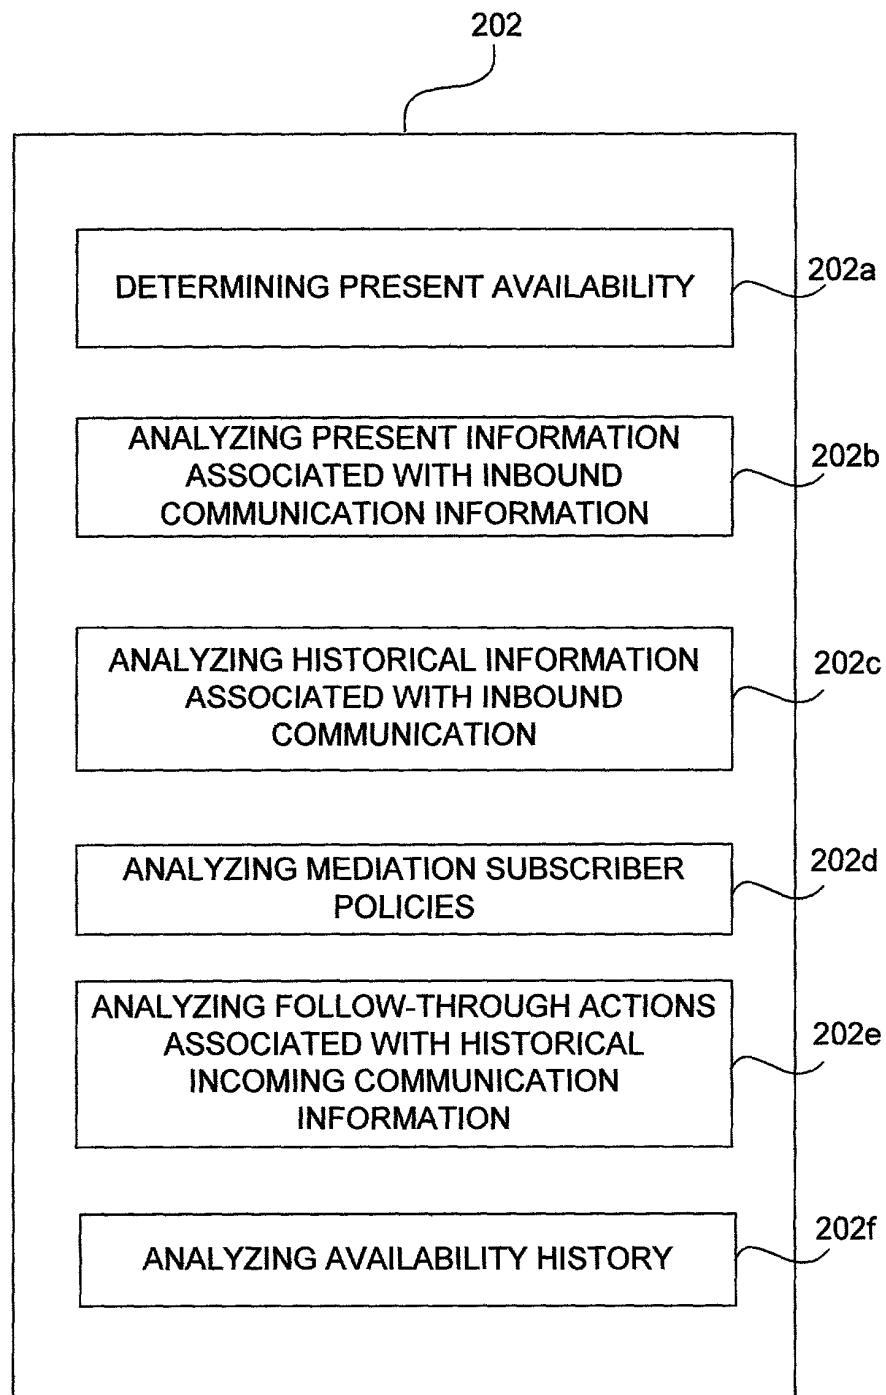 202
DETERMINING PRESENT AVAILABILITY
202a
ANALYZING PRESENT INFORMATION
ASSOCIATED WITH INBOUND
COMMUNICATION INFORMATION
202b
ANALYZING HISTORICAL INFORMATION
ASSOCIATED WITH INBOUND
COMMUNICATION
202c
ANALYZING MEDIATION SUBSCRIBER
POLICIES
202d
ANALYZING FOLLOW-THROUGH ACTIONS
ASSOCIATED WITH HISTORICAL
INCOMING COMMUNICATION
INFORMATION
202e
ANALYZING AVAILABILITY HISTORY
202f